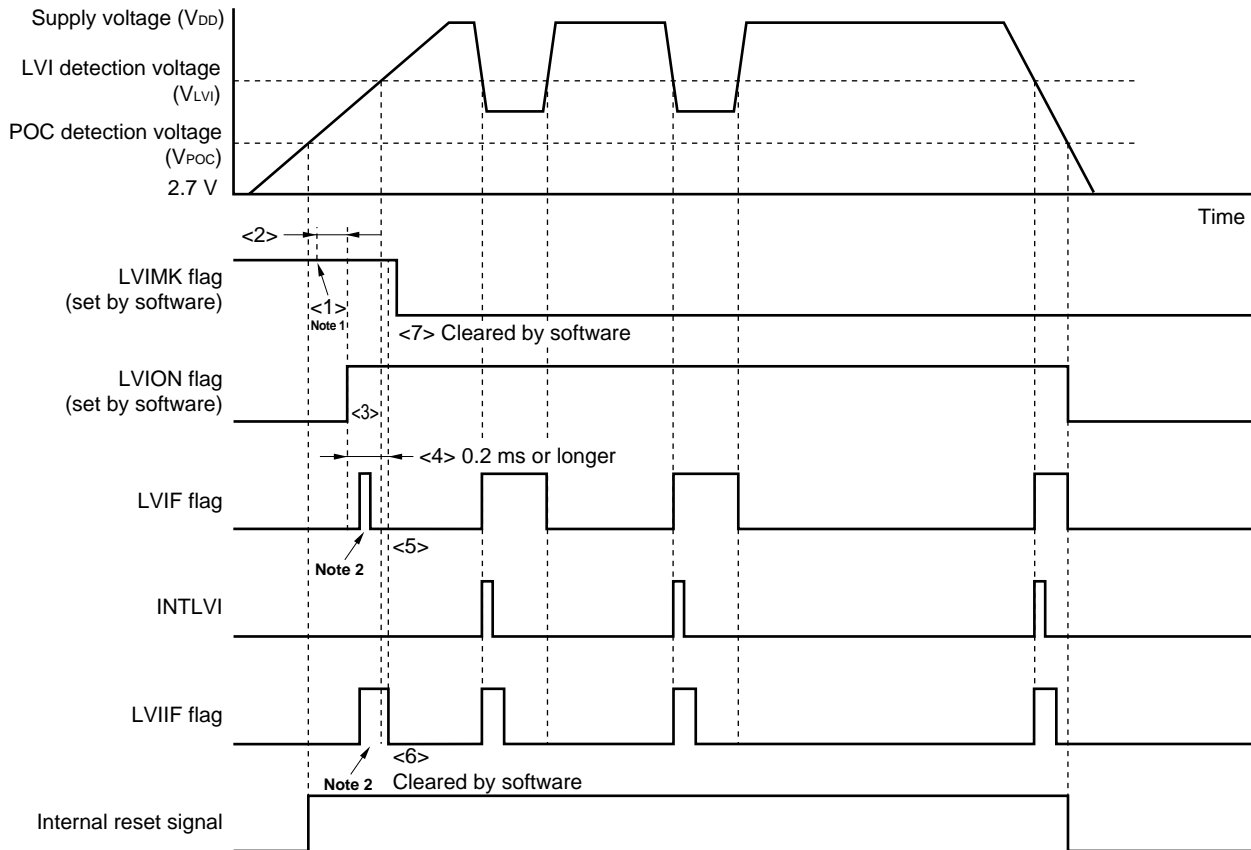 Supply voltage (VDD)
LVI detection voltage
(VLVI)
POC detection voltage
(VPOC)
2.7 V
Time
<2>
LVIMK flag
(set by software)
<1>
Note 1
<7> Cleared by software
LVION flag
(set by software)
<3>
<4> 0.2 ms or longer
LVIF flag
<5>
Note 2
INTLVI
LVIIF flag
<6>
Note 2
Cleared by software
Internal reset signal